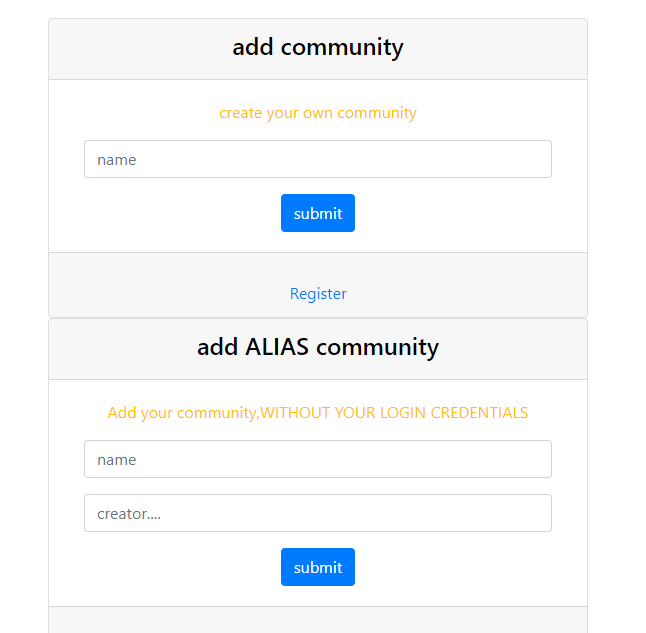 add community
create your own community
name
submit
Register
add ALIAS community
Add your community,WITHOUT YOUR LOGIN CREDENTIALS
name
creator....
submit